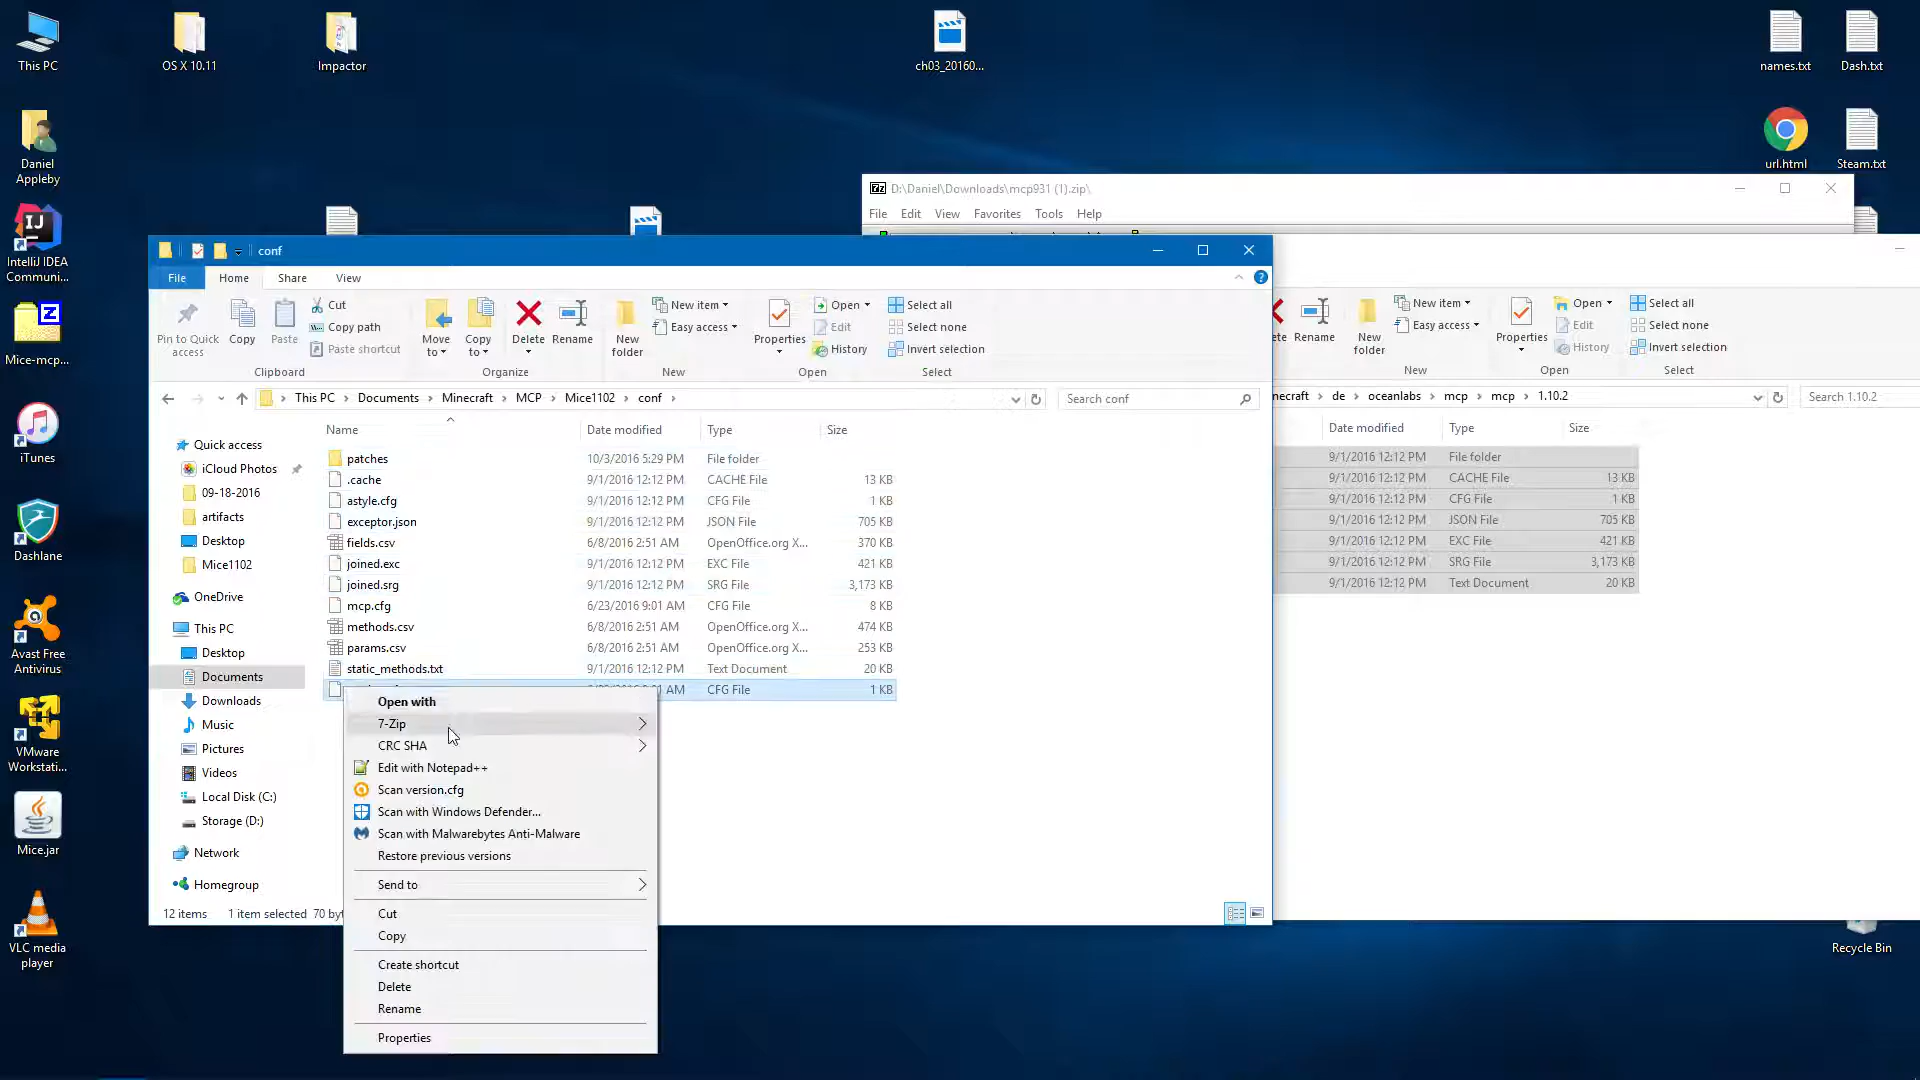 This PC
OS X 10.11
Impactor
ch03_20160...
names.txt
Dash.txt
Daniel
Appleby
url.html
Steam.txt
IntelliJ IDEA
Communi...
Mice-mcp...
iTunes
Dashlane
Avast Free
Antivirus
VMware
Workstati...
Mice.jar
VLC media
player
Recycle Bin
D:\Daniel\Downloads\mcp931 (1).zip\
File Edit View Favorites Tools Help
conf
File Home Share View
Pin to Quick
access
Copy
Paste
Cut
Copy path
Paste shortcut
Clipboard
Move
to
Copy
to
Delete
Rename
Organize
New
folder
New item
Easy access
New
Properties
Open
Edit
History
Open
Select all
Select none
Invert selection
Select
This PC Documents Minecraft MCP Mice1102 conf
Search conf
Quick access
iCloud Photos
09-18-2016
artifacts
Desktop
Mice1102
OneDrive
This PC
Desktop
Documents
Downloads
Music
Pictures
Videos
Local Disk (C:)
Storage (D:)
Network
Homegroup
Name Date modified Type Size
patches 10/3/2016 5:29 PM File folder
.cache 9/1/2016 12:12 PM CACHE File 13 KB
astyle.cfg 9/1/2016 12:12 PM CFG File 1 KB
exceptor.json 9/1/2016 12:12 PM JSON File 705 KB
fields.csv 6/8/2016 2:51 AM OpenOffice.org X... 370 KB
joined.exc 9/1/2016 12:12 PM EXC File 421 KB
joined.srg 9/1/2016 12:12 PM SRG File 3,173 KB
mcp.cfg 6/23/2016 9:01 AM CFG File 8 KB
methods.csv 6/8/2016 2:51 AM OpenOffice.org X... 474 KB
params.csv 6/8/2016 2:51 AM OpenOffice.org X... 253 KB
static_methods.txt 9/1/2016 12:12 PM Text Document 20 KB
AM CFG File 1 KB
12 items 1 item selected 70 byt
Open with
7-Zip
CRC SHA
Edit with Notepad++
Scan version.cfg
Scan with Windows Defender...
Scan with Malwarebytes Anti-Malware
Restore previous versions
Send to
Cut
Copy
Create shortcut
Delete
Rename
Properties
ete
Rename
New
folder
New item
Easy access
New
Properties
Open
Edit
History
Open
Select all
Select none
Invert selection
Select
necraft de oceanlabs mcp mcp 1.10.2
Search 1.10.2
Date modified Type Size
9/1/2016 12:12 PM File folder
9/1/2016 12:12 PM CACHE File 13 KB
9/1/2016 12:12 PM CFG File 1 KB
9/1/2016 12:12 PM JSON File 705 KB
9/1/2016 12:12 PM EXC File 421 KB
9/1/2016 12:12 PM SRG File 3,173 KB
9/1/2016 12:12 PM Text Document 20 KB